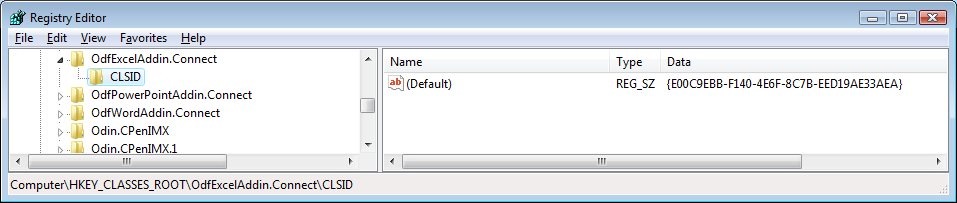 Registry Editor
File Edit View Favorites Help
OdfExcelAddin.Connect
CLSID
OdfPowerPointAddin.Connect
OdfWordAddin.Connect
Odin.CPenIMX
Odin.CPenIMX.1
Name Type Data
ab (Default) REG_SZ {E00C9EBB-F140-4E6F-8C7B-EED19AE33AEA}
Computer\HKEY_CLASSES_ROOT\OdfExcelAddin.Connect\CLSID